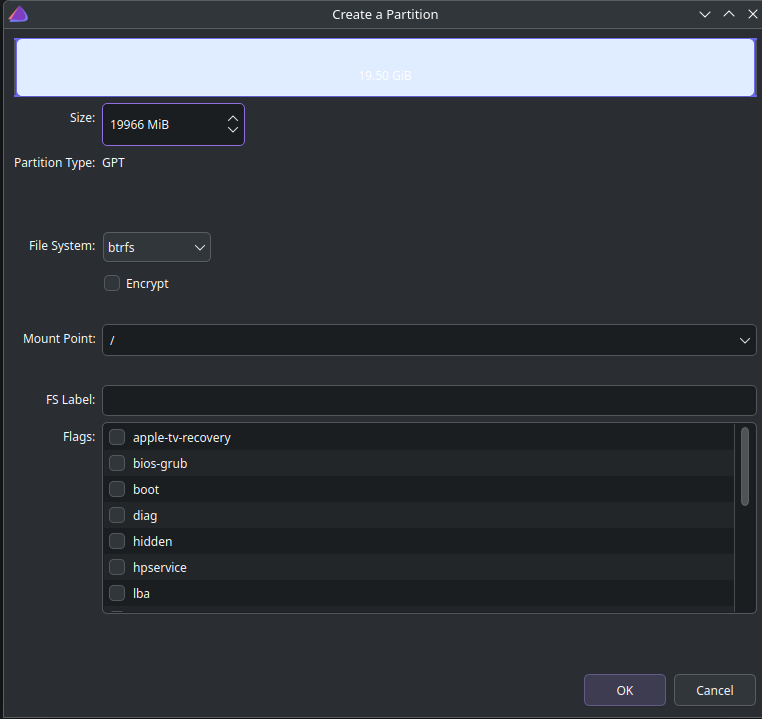 Create a Partition
19.50 GiB
Size: 19966 MiB
Partition Type: GPT
File System: btrfs
Encrypt
Mount Point: /
FS Label:
Flags: apple-tv-recovery
bios-grub
boot
diag
hidden
hpservice
lba
OK Cancel